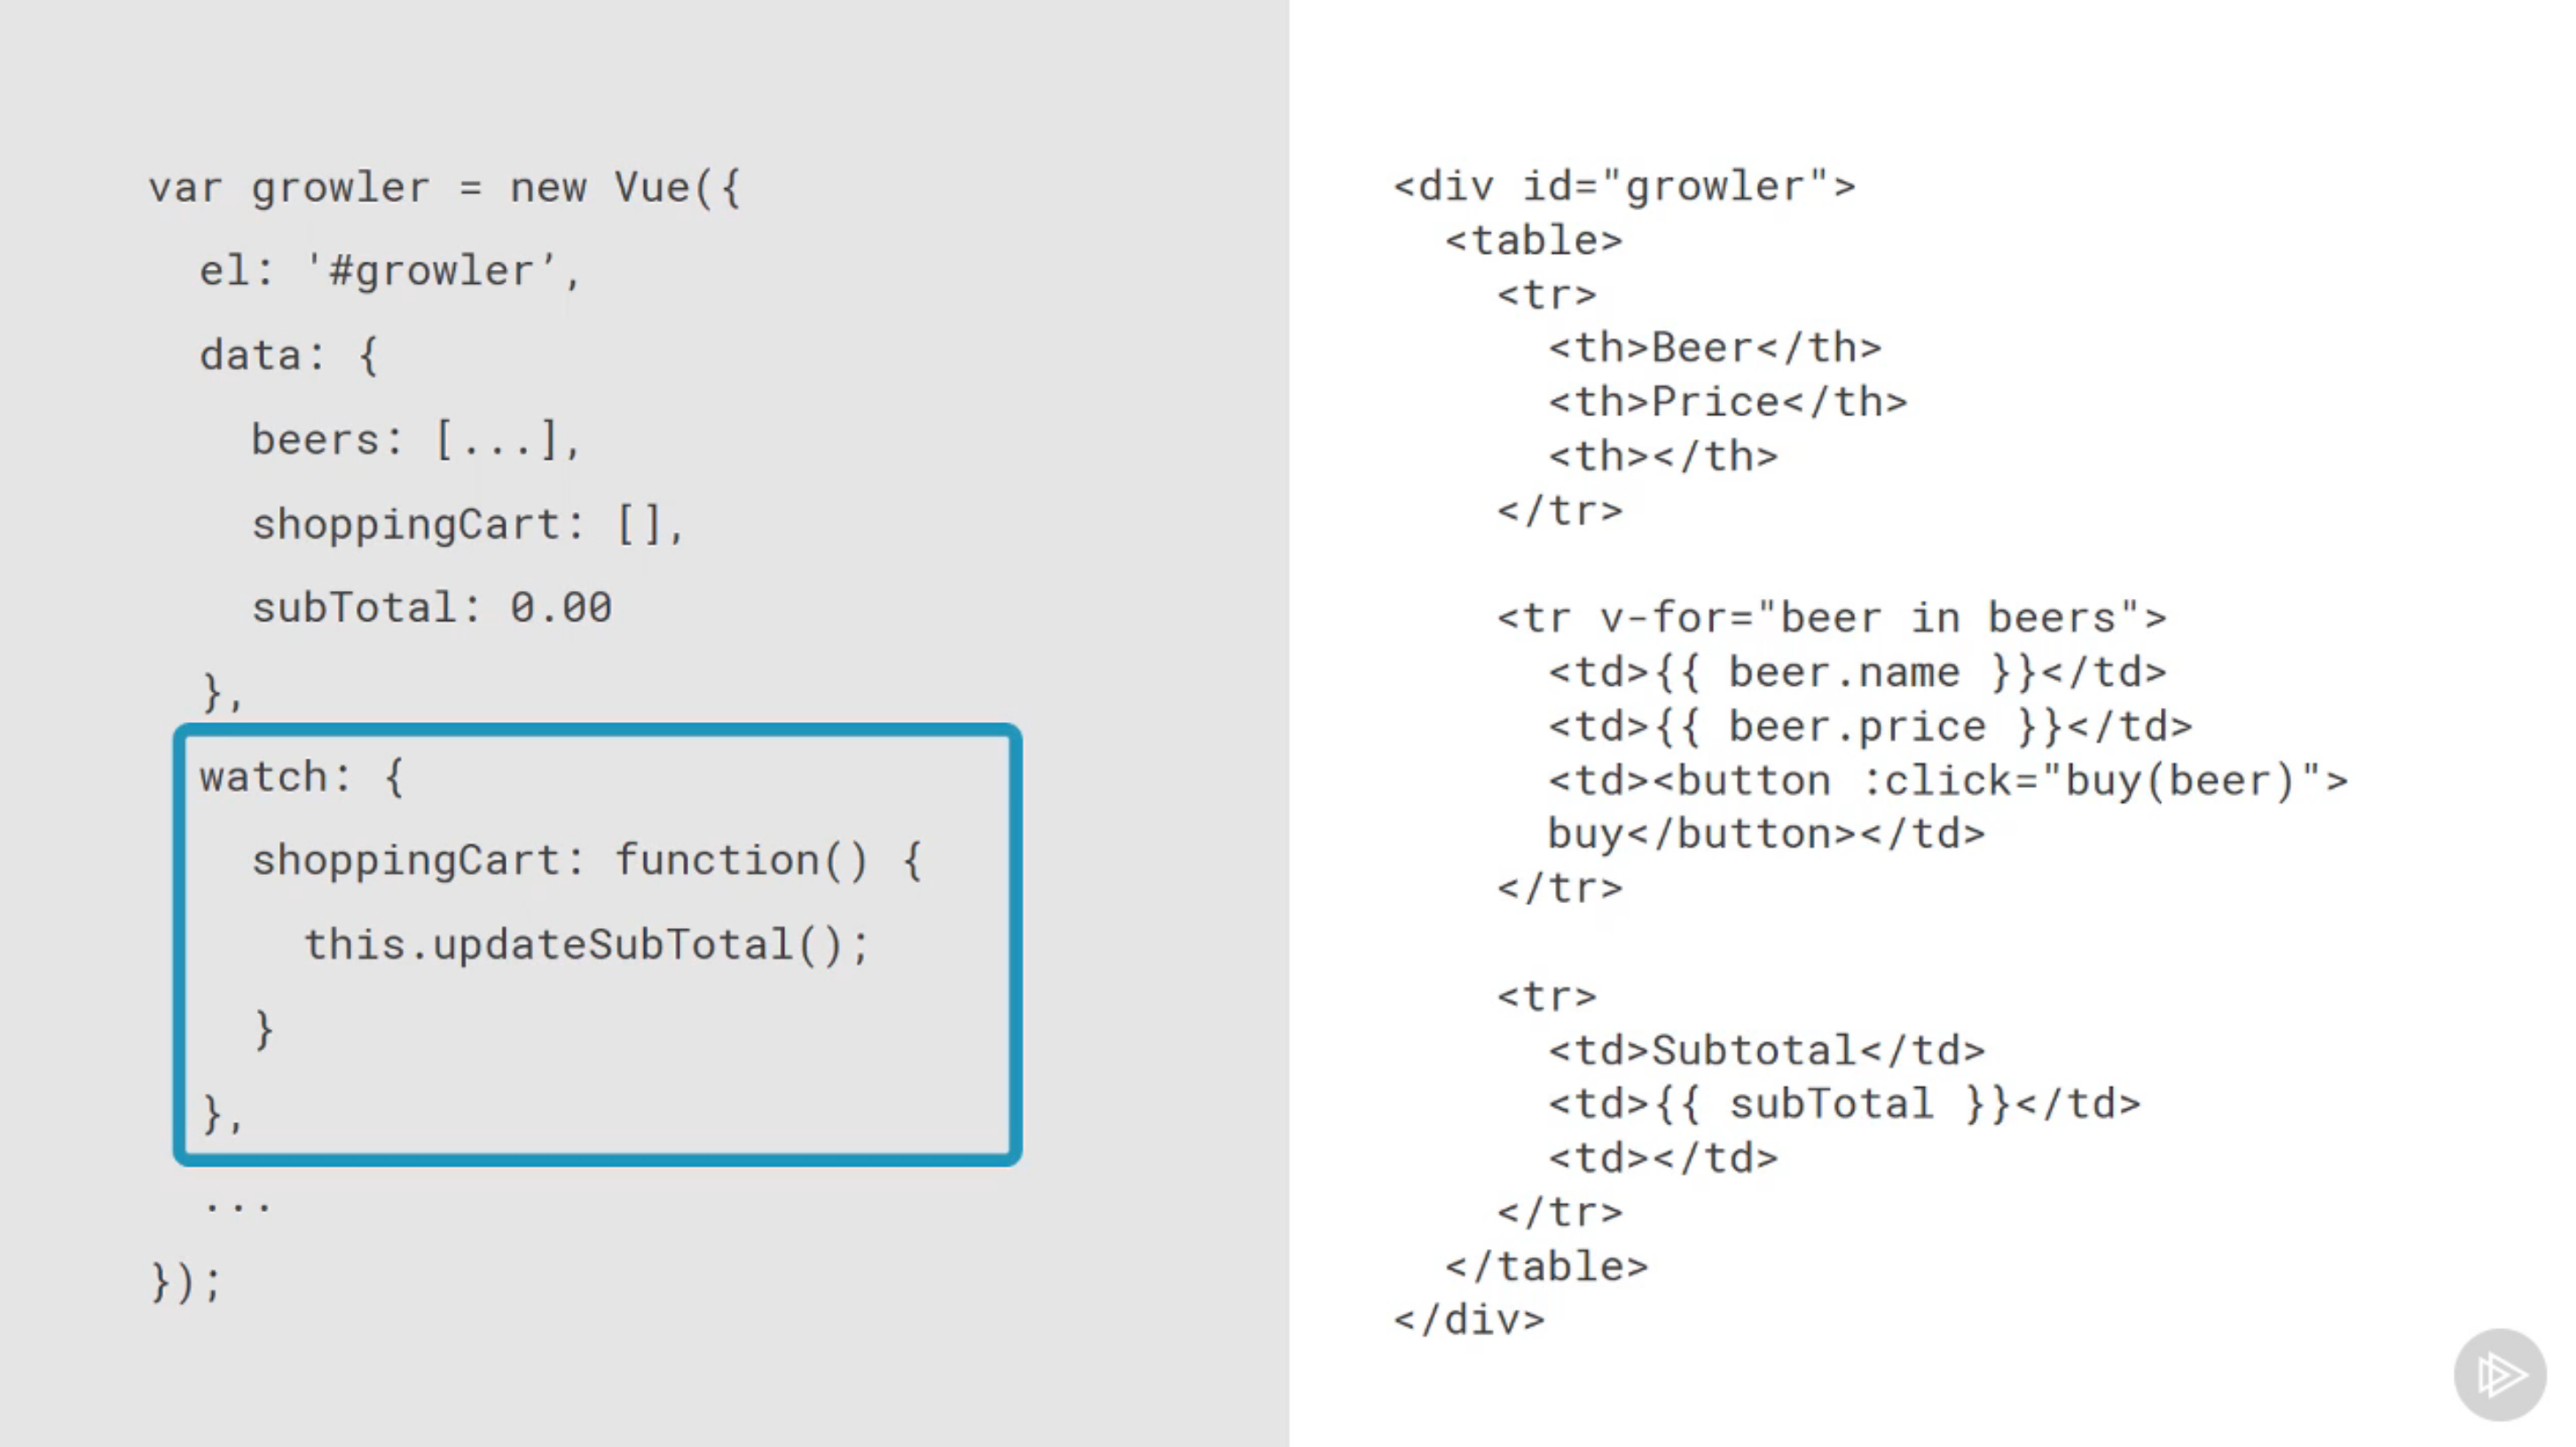 var growler = new Vue({
  el: '#growler’,
  data: {
    beers: [...],
    shoppingCart: [],
    subTotal: 0.00
  },
  watch: {
    shoppingCart: function() {
      this.updateSubTotal();
    }
  },
  ...
});
<div id="growler">
  <table>
    <tr>
      <th>Beer</th>
      <th>Price</th>
      <th></th>
    </tr>
    <tr v-for="beer in beers">
      <td>{{ beer.name }}</td>
      <td>{{ beer.price }}</td>
      <td><button :click="buy(beer)">
      buy</button></td>
    </tr>
    <tr>
      <td>Subtotal</td>
      <td>{{ subTotal }}</td>
      <td></td>
    </tr>
  </table>
</div>